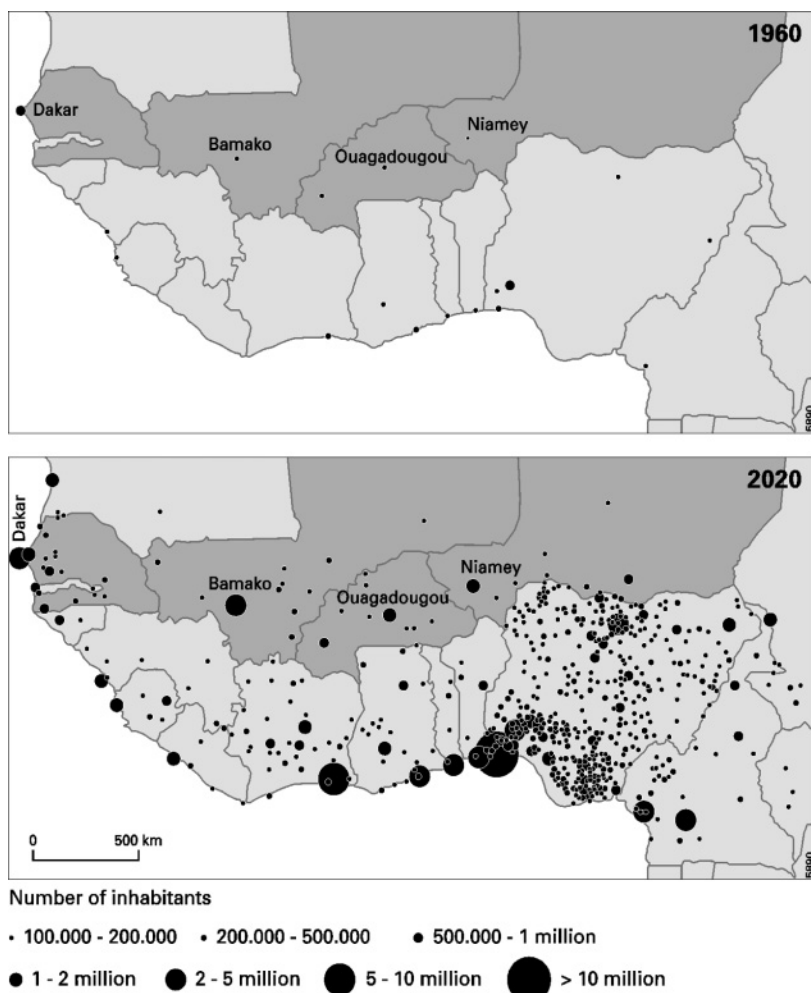 1960
Dakar
Bamako
Niamey
Ouagadougou
5890
2020
Dakar
Bamako
Niamey
Ouagadougou
0 500 km
5890
Number of inhabitants
100.000 - 200.000 200.000 - 500.000 500.000 - 1 million
1 - 2 million 2 - 5 million 5 - 10 million > 10 million